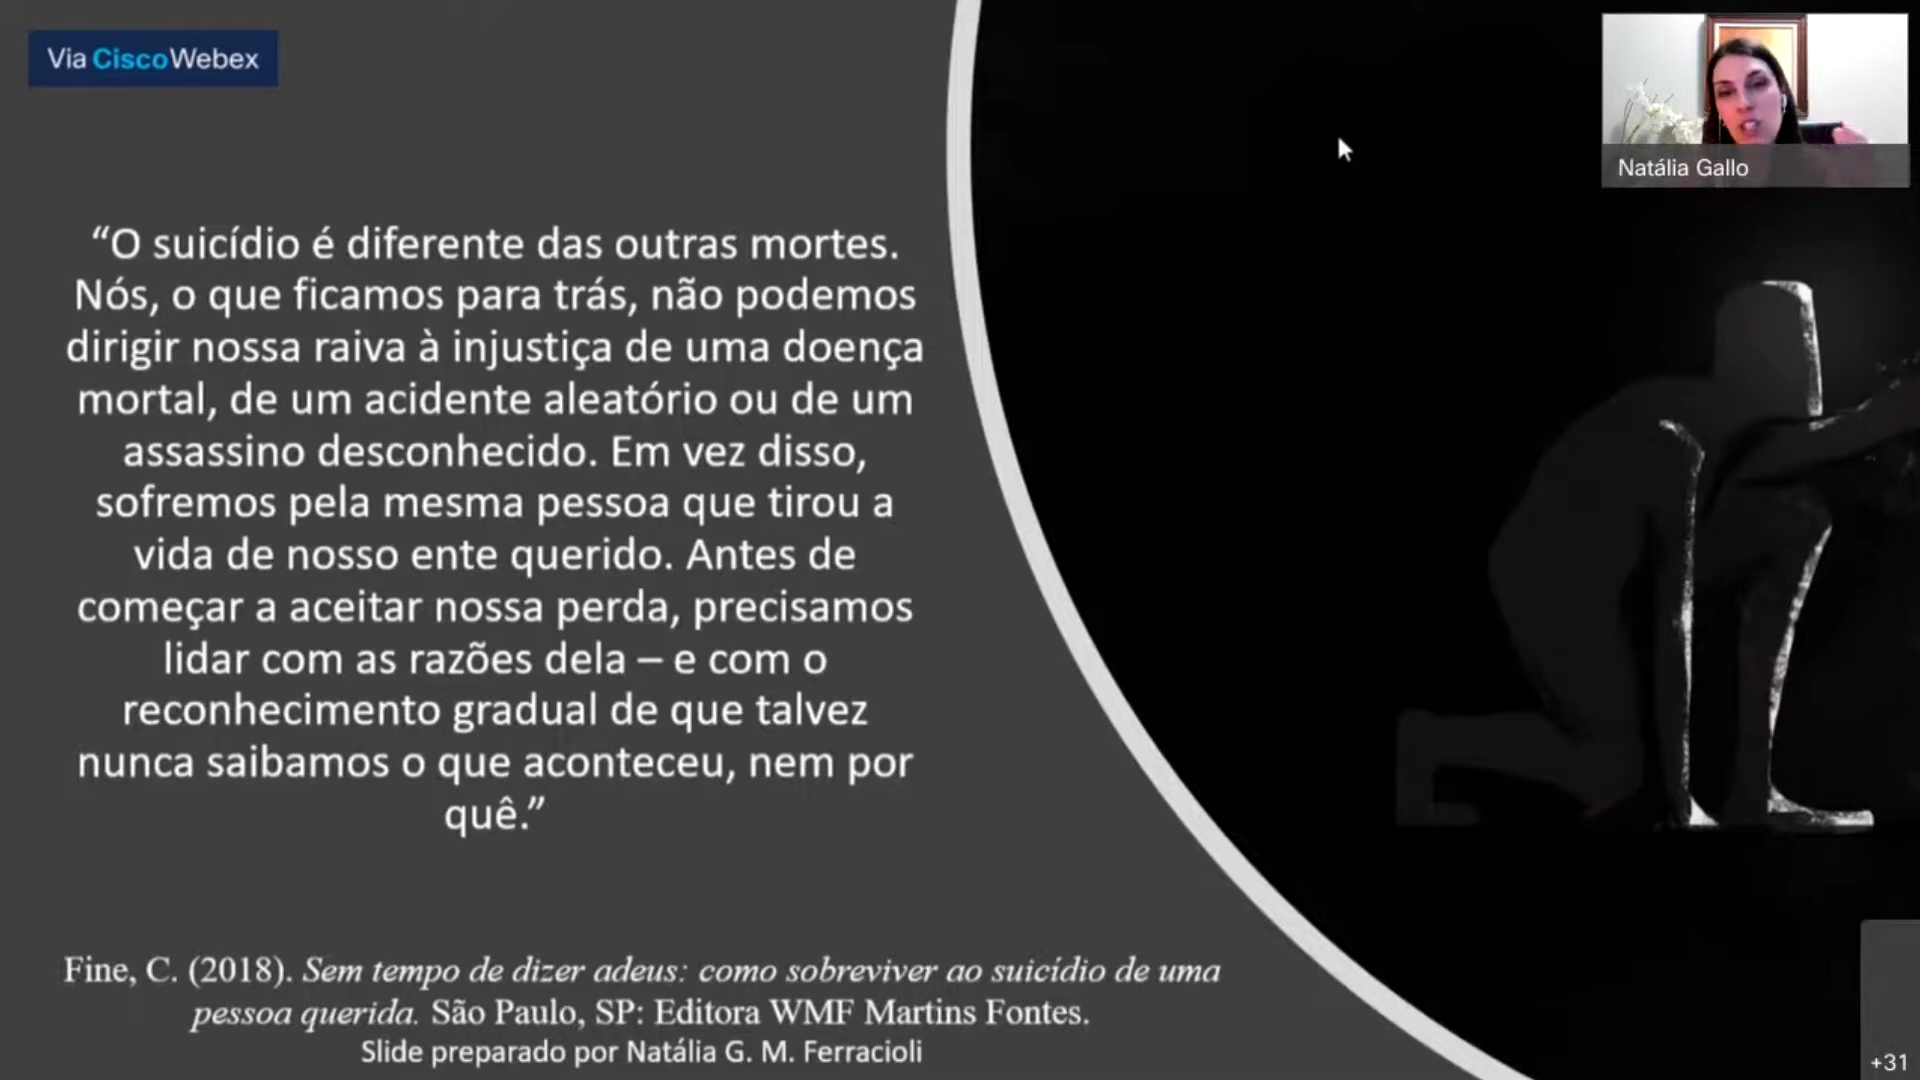 Via CiscoWebex
Natália Gallo
“O suicídio é diferente das outras mortes.
Nós, o que ficamos para trás, não podemos
dirigir nossa raiva à injustiça de uma doença
mortal, de um acidente aleatório ou de um
assassino desconhecido. Em vez disso,
sofremos pela mesma pessoa que tirou a
vida de nosso ente querido. Antes de
começar a aceitar nossa perda, precisamos
lidar com as razões dela – e com o
reconhecimento gradual de que talvez
nunca saibamos o que aconteceu, nem por
quê.”
Fine, C. (2018). Sem tempo de dizer adeus: como sobreviver ao suicídio de uma
pessoa querida. São Paulo, SP: Editora WMF Martins Fontes.
Slide preparado por Natália G. M. Ferracioli
+31